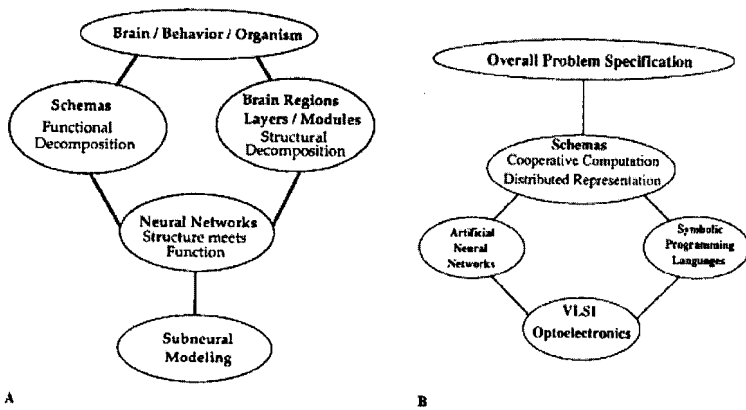 Brain / Behavior / Organism
Schemas
Functional
Decomposition
Brain Regions
Layers / Modules
Structural
Decomposition
Neural Networks
Structure meets
Function
Subneural
Modeling
A
Overall Problem Specification
Schemas
Cooperative Computation
Distributed Representation
Artificial
Neural
Networks
Symbolic
Programming
Languages
VLSI
Optoelectronics
B